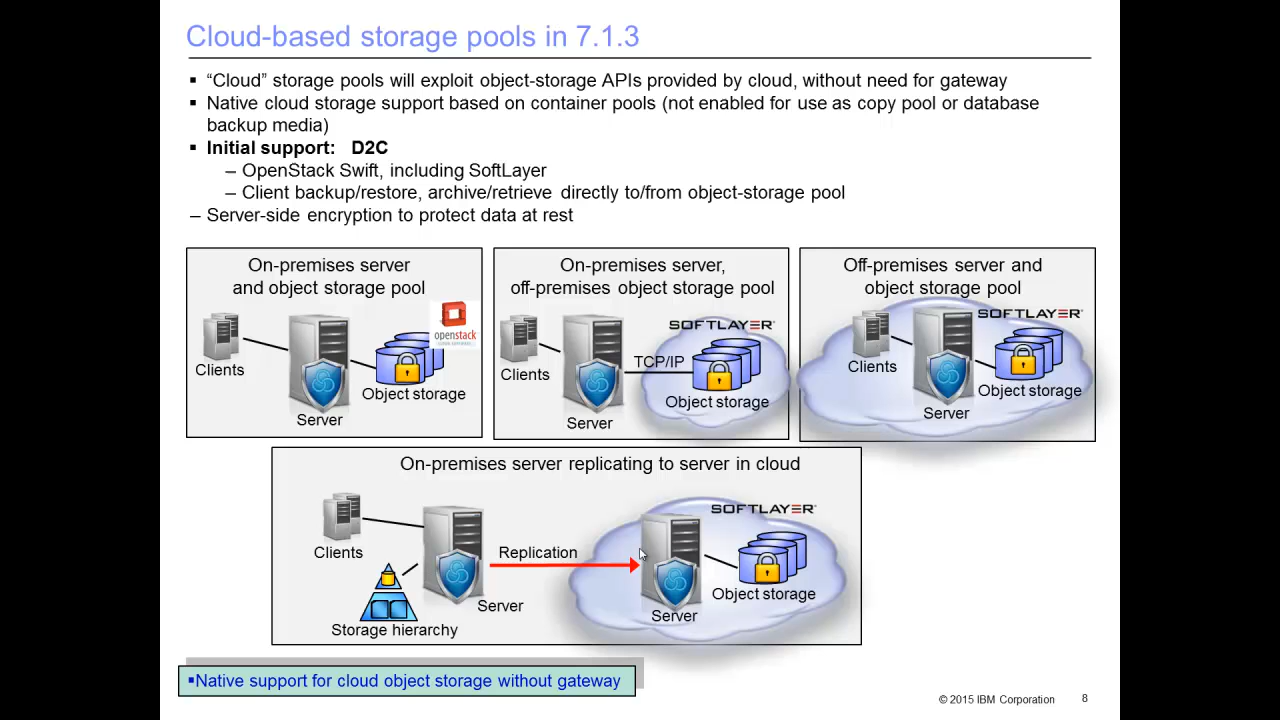 Cloud-based storage pools in 7.1.3
▪ “Cloud” storage pools will exploit object-storage APIs provided by cloud, without need for gateway
▪ Native cloud storage support based on container pools (not enabled for use as copy pool or database
backup media)
▪ Initial support: D2C
– OpenStack Swift, including SoftLayer
– Client backup/restore, archive/retrieve directly to/from object-storage pool
– Server-side encryption to protect data at rest
On-premises server
and object storage pool
openstack
Clients
Object storage
Server
On-premises server,
off-premises object storage pool
SOFTLAYER
TCP/IP
Clients
Object storage
Server
Off-premises server and
object storage pool
SOFTLAYER
Clients
Object storage
Server
On-premises server replicating to server in cloud
SOFTLAYER
Clients
Replication
Object storage
Server
Server
Storage hierarchy
▪Native support for cloud object storage without gateway
© 2015 IBM Corporation
8